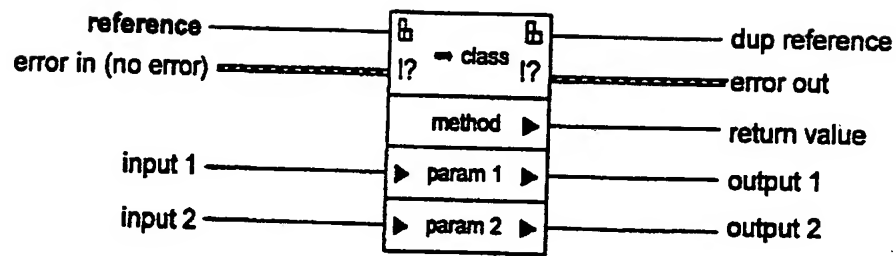 reference
error in (no error)
input 1
input 2
class
!?
!?
method
param 1
param 2
dup reference
error out
return value
output 1
output 2